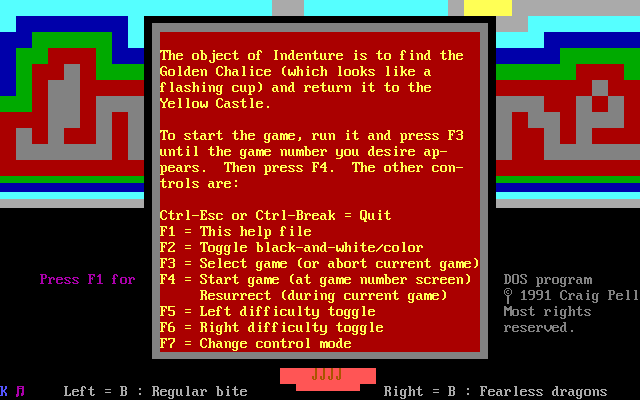 The object of Indenture is to find the
Golden Chalice (which looks like a
flashing cup) and return it to the
Yellow Castle.
To start the game, run it and press F3
until the game number you desire ap-
pears.  Then press F4.  The other con-
trols are:
Ctrl-Esc or Ctrl-Break = Quit
F1 = This help file
F2 = Toggle black-and-white/color
F3 = Select game (or abort current game)
F4 = Start game (at game number screen)
Resurrect (during current game)
F5 = Left difficulty toggle
F6 = Right difficulty toggle
F7 = Change control mode
Press F1 for
DOS program
1991 Craig Pell
Most rights
reserved.
K ♫ Left = B : Regular bite Right = B : Fearless dragons